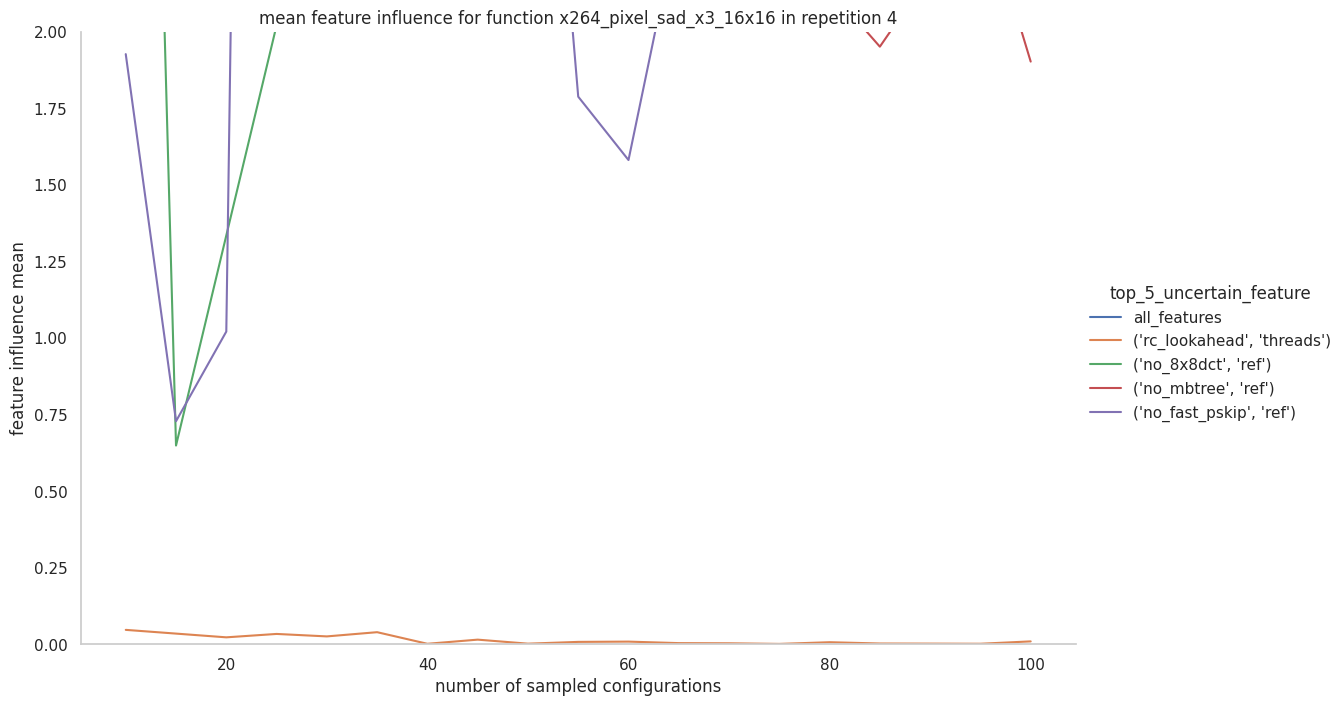 mean feature influence for function x264_pixel_sad_x3_16x16 in repetition 4
2.00
1.75
1.50
1.25
1.00
0.75
0.50
0.25
0.00
feature influence mean
20
40
60
80
100
number of sampled configurations
top_5_uncertain_feature
all_features
('rc_lookahead', 'threads')
('no_8x8dct', 'ref')
('no_mbtree', 'ref')
('no_fast_pskip', 'ref')